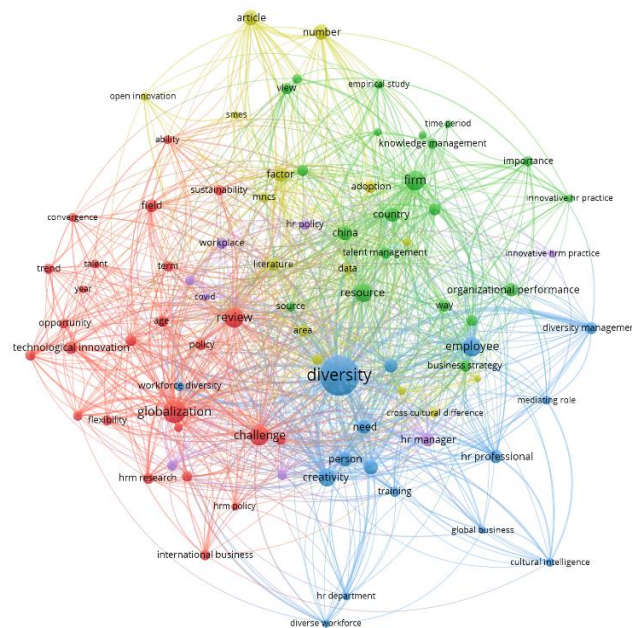 article
number
view
empirical study
open innovation
smes
time period
ability
knowledge management
importance
factor
firm
sustainability
mncs
adoption
innovative hr practice
field
convergence
country
hr policy
china
workplace
talent management
innovative hrm practice
trend
talent
term
literature
data
year
covid
resource
organizational performance
source
way
opportunity
age
review
area
diversity management
technological innovation
policy
employee
business strategy
diversity
workforce diversity
mediating role
globalization
cross cultural difference
flexibility
need
challenge
hr manager
person
hr professional
hrm research
creativity
training
hrm policy
global business
international business
cultural intelligence
hr department
diverse workforce